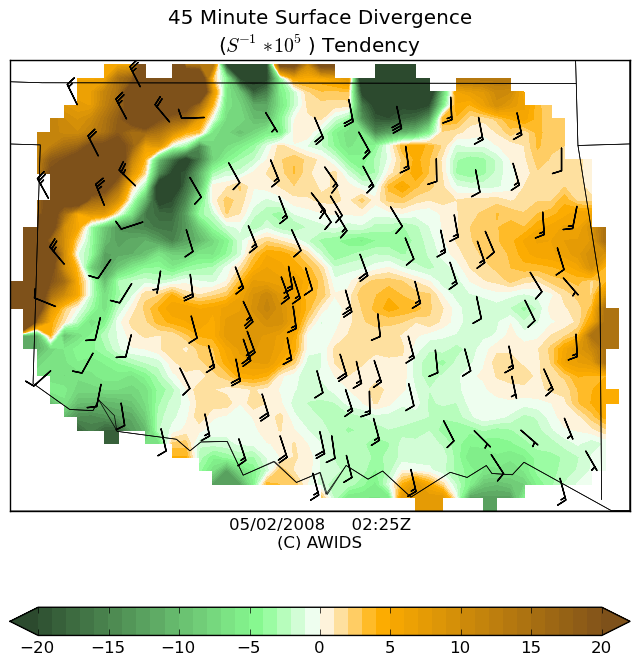 45 Minute Surface Divergence
(S⁻¹ * 10⁵ ) Tendency
05/02/2008 02:25Z
(C) AWIDS
−20 −15 −10 −5 0 5 10 15 20